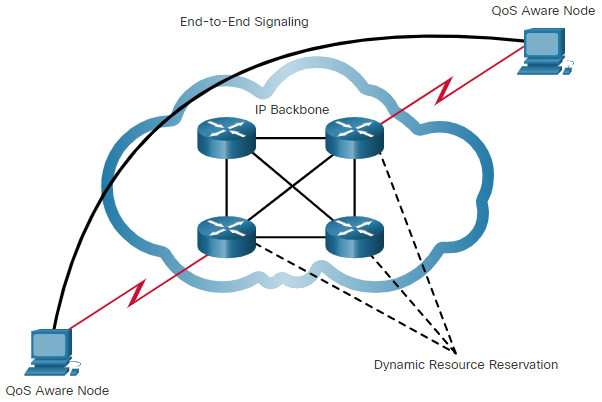 QoS Aware Node
End-to-End Signaling
IP Backbone
Dynamic Resource Reservation
QoS Aware Node